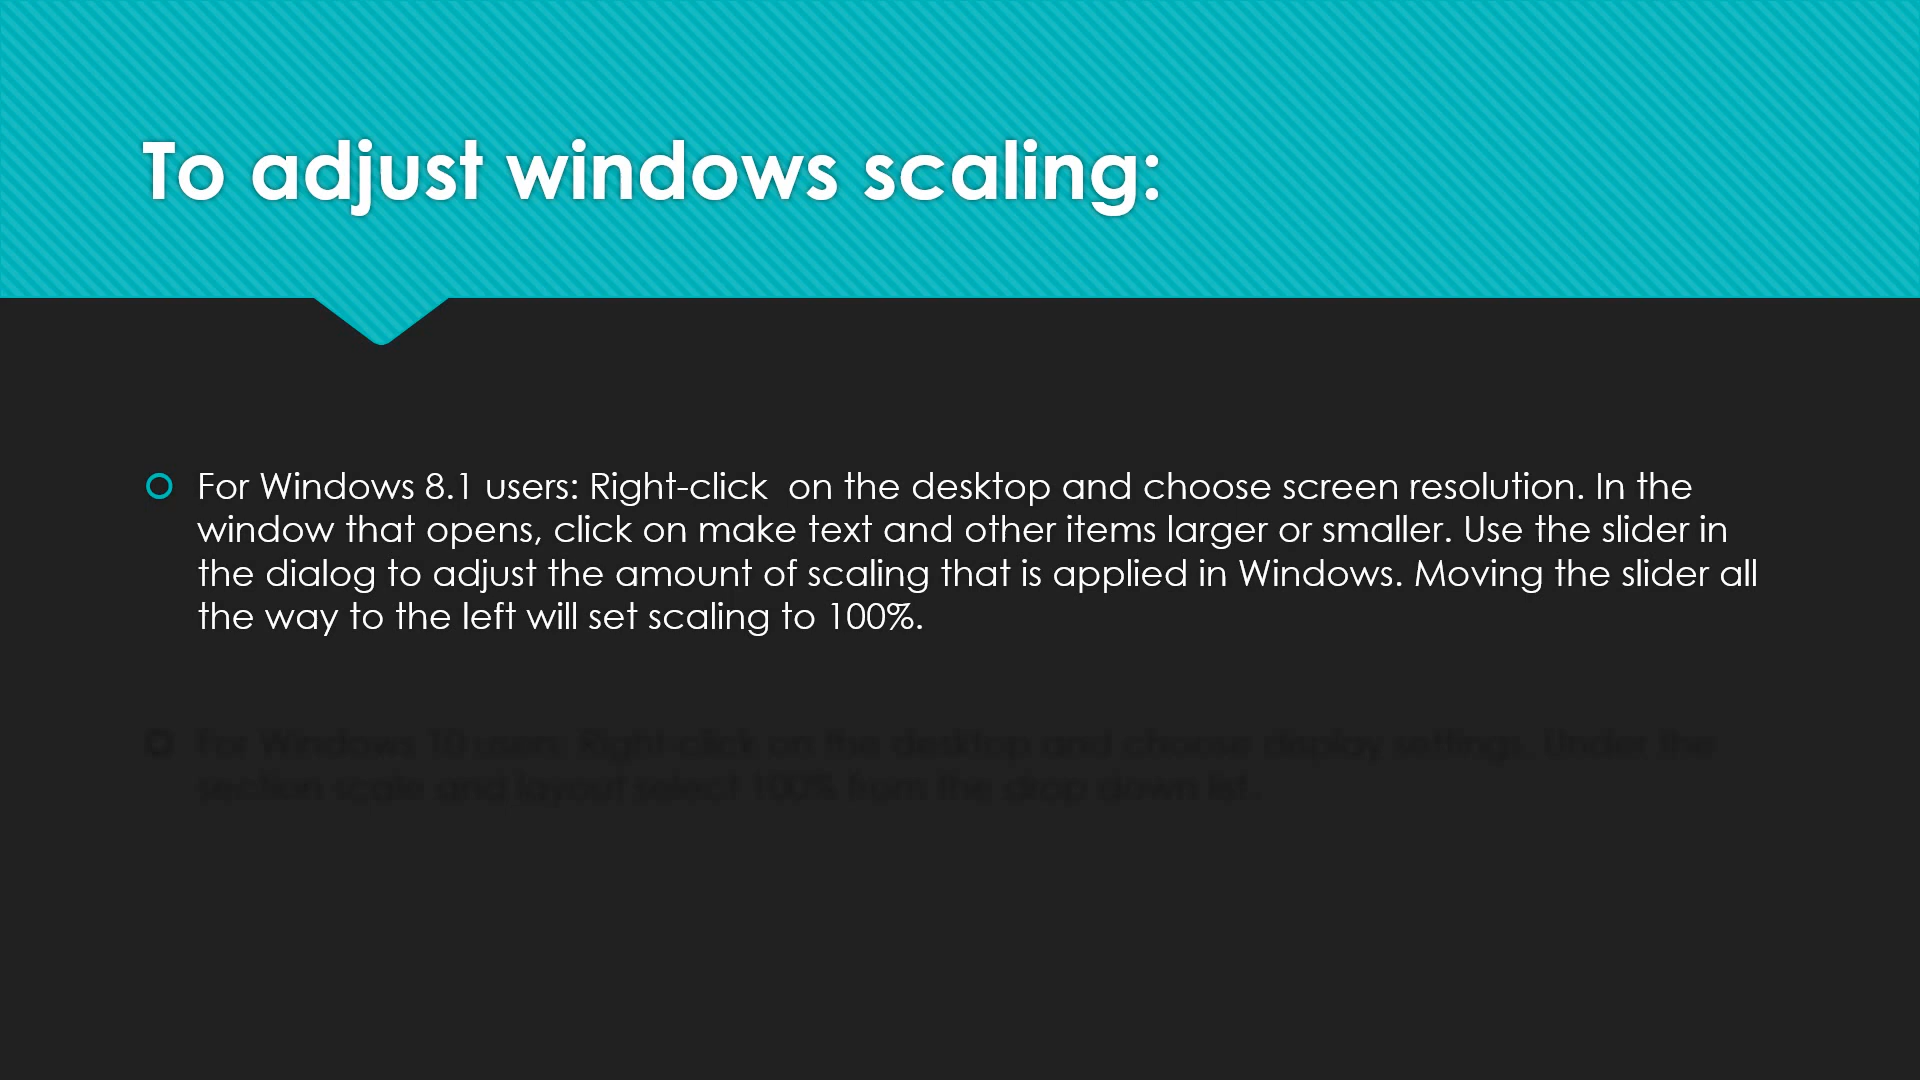 To adjust windows scaling:
For Windows 8.1 users: Right-click  on the desktop and choose screen resolution. In the
window that opens, click on make text and other items larger or smaller. Use the slider in
the dialog to adjust the amount of scaling that is applied in Windows. Moving the slider all
the way to the left will set scaling to 100%.
For Windows 10 users: Right-click on the desktop and choose display settings. Under the
section scale and layout select 100% from the drop down list.